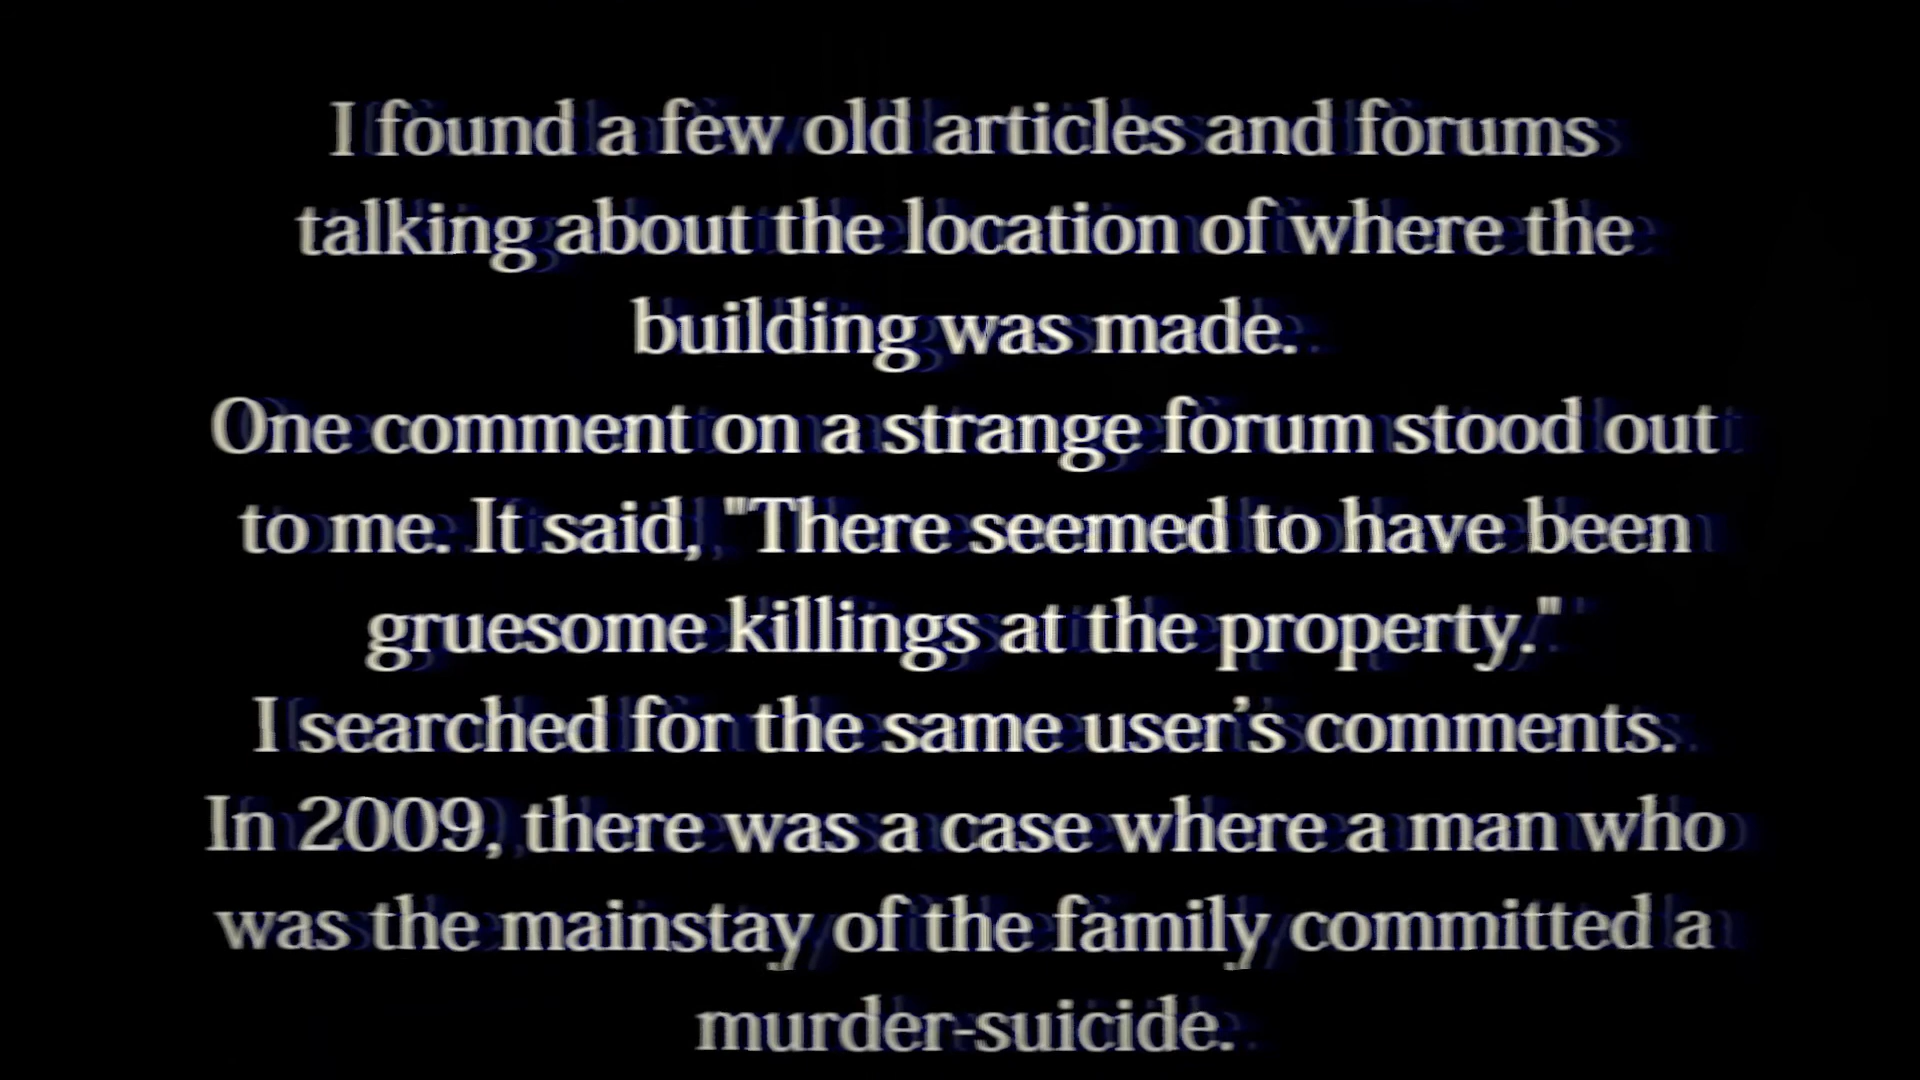 I found a few old articles and forums
talking about the location of where the
building was made.
One comment on a strange forum stood out
to me. It said, "There seemed to have been
gruesome killings at the property."
I searched for the same user’s comments.
In 2009, there was a case where a man who
was the mainstay of the family committed a
murder-suicide.